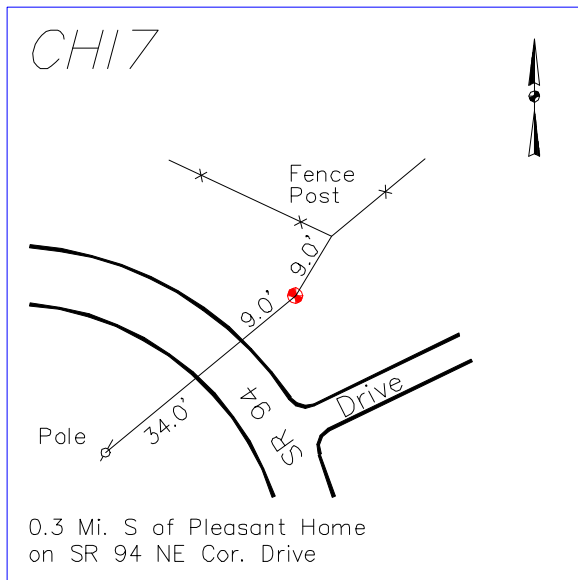 CH17
Fence
Post
9.0'
9.0'
34.0'
Pole
SR 94
Drive
0.3 Mi. S of Pleasant Home
on SR 94 NE Cor. Drive